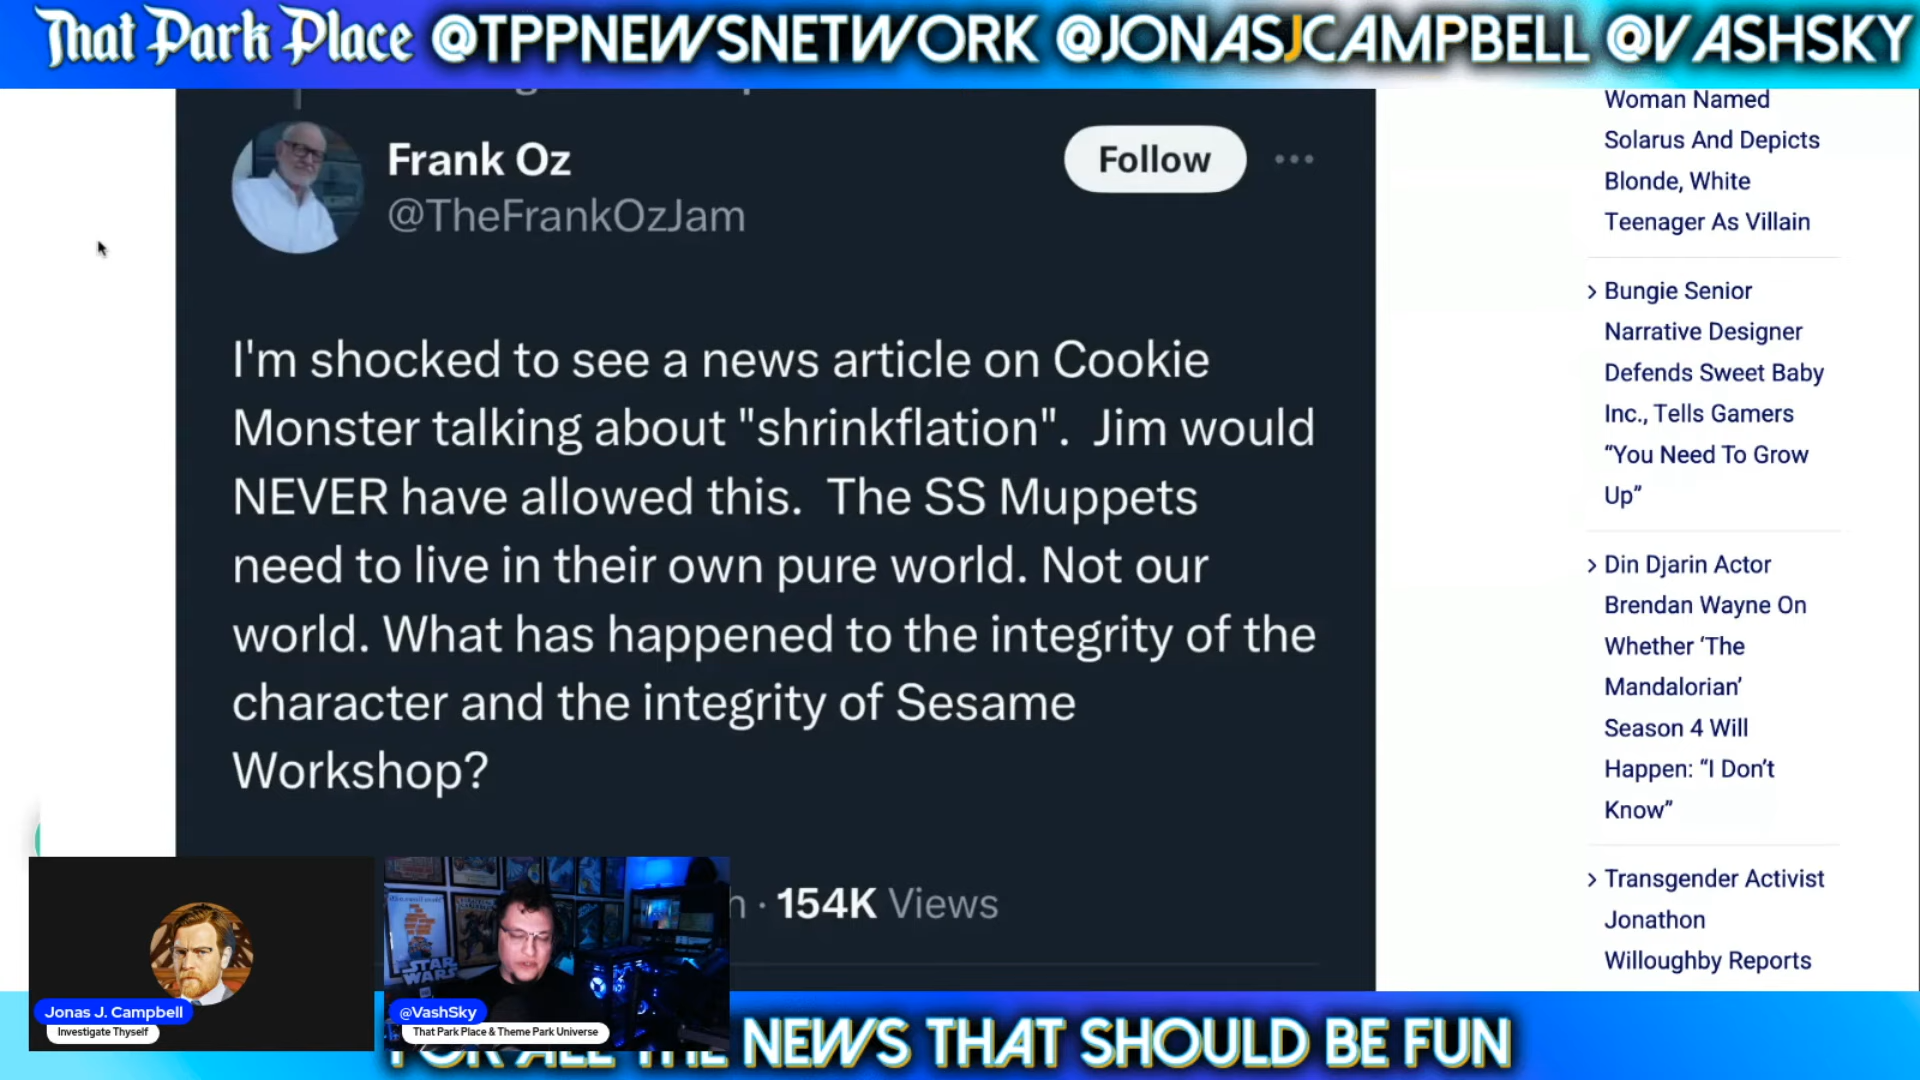 That Park Place @TPPNEWSNETWORK @JONASJCAMPBELL @VASHSKY
Frank Oz
@TheFrankOzJam
Follow
I'm shocked to see a news article on Cookie
Monster talking about "shrinkflation".  Jim would
NEVER have allowed this.  The SS Muppets
need to live in their own pure world. Not our
world. What has happened to the integrity of the
character and the integrity of Sesame
Workshop?
· 154K Views
Woman Named
Solarus And Depicts
Blonde, White
Teenager As Villain
Bungie Senior
Narrative Designer
Defends Sweet Baby
Inc., Tells Gamers
“You Need To Grow
Up”
Din Djarin Actor
Brendan Wayne On
Whether ‘The
Mandalorian’
Season 4 Will
Happen: “I Don’t
Know”
Transgender Activist
Jonathon
Willoughby Reports
STAR
WARS
Jonas J. Campbell
Investigate Thyself
@VashSky
That Park Place & Theme Park Universe
FOR ALL THE NEWS THAT SHOULD BE FUN